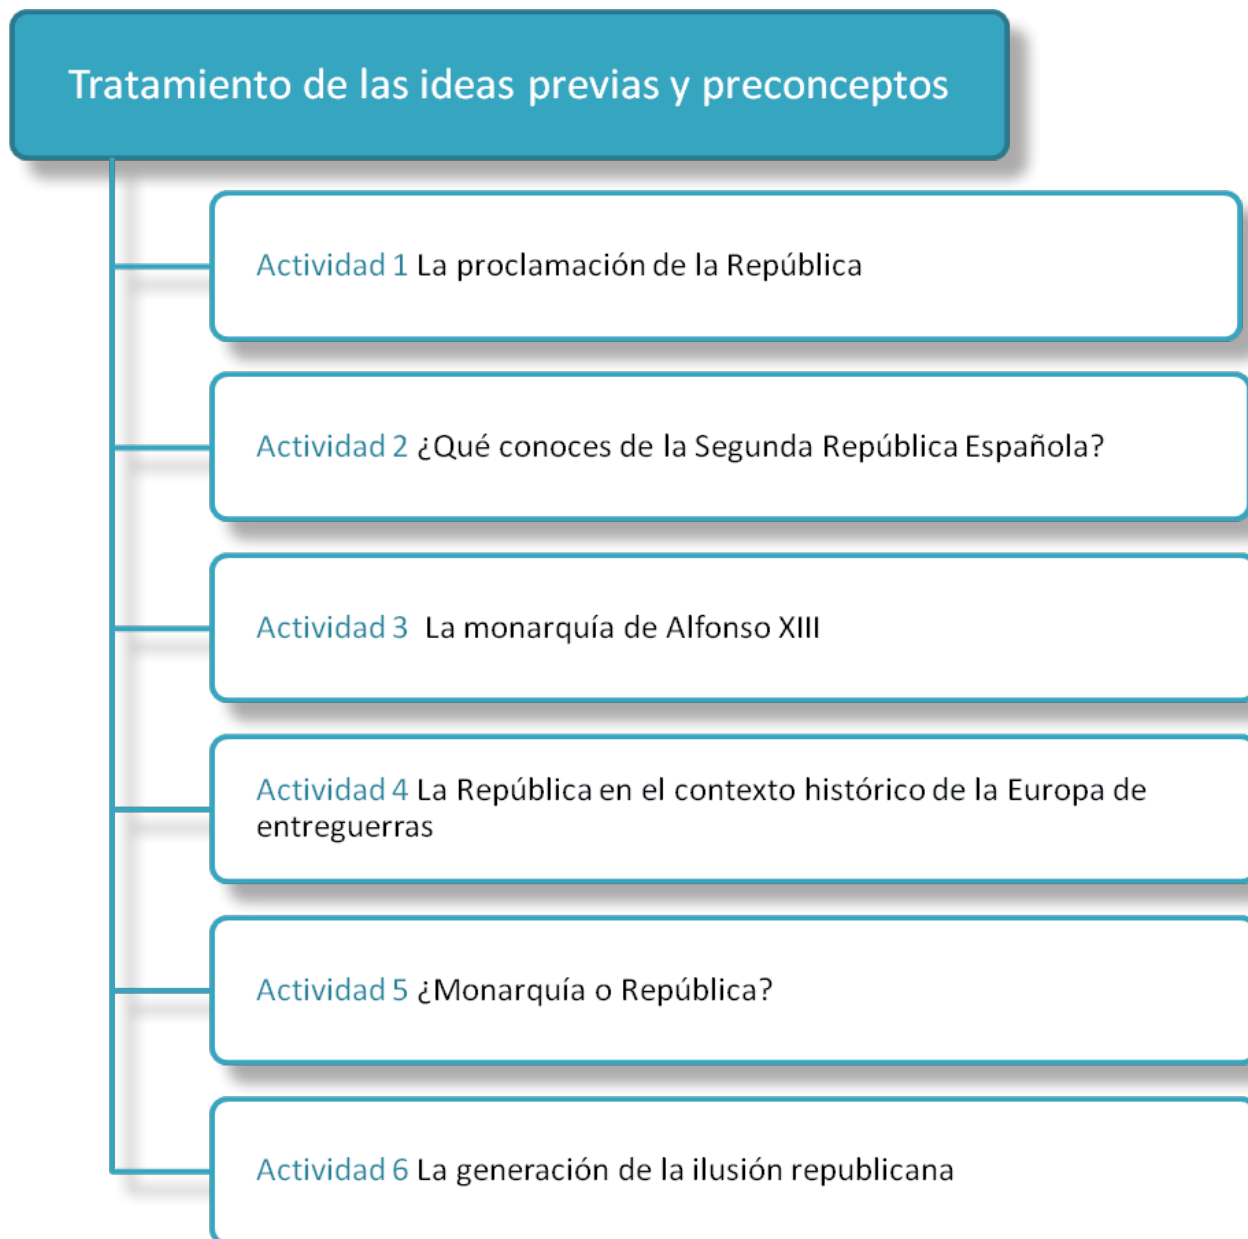 Tratamiento de las ideas previas y preconceptos
Actividad 1 La proclamación de la República
Actividad 2 ¿Qué conoces de la Segunda República Española?
Actividad 3 La monarquía de Alfonso XIII
Actividad 4 La República en el contexto histórico de la Europa de
entreguerras
Actividad 5 ¿Monarquía o República?
Actividad 6 La generación de la ilusión republicana